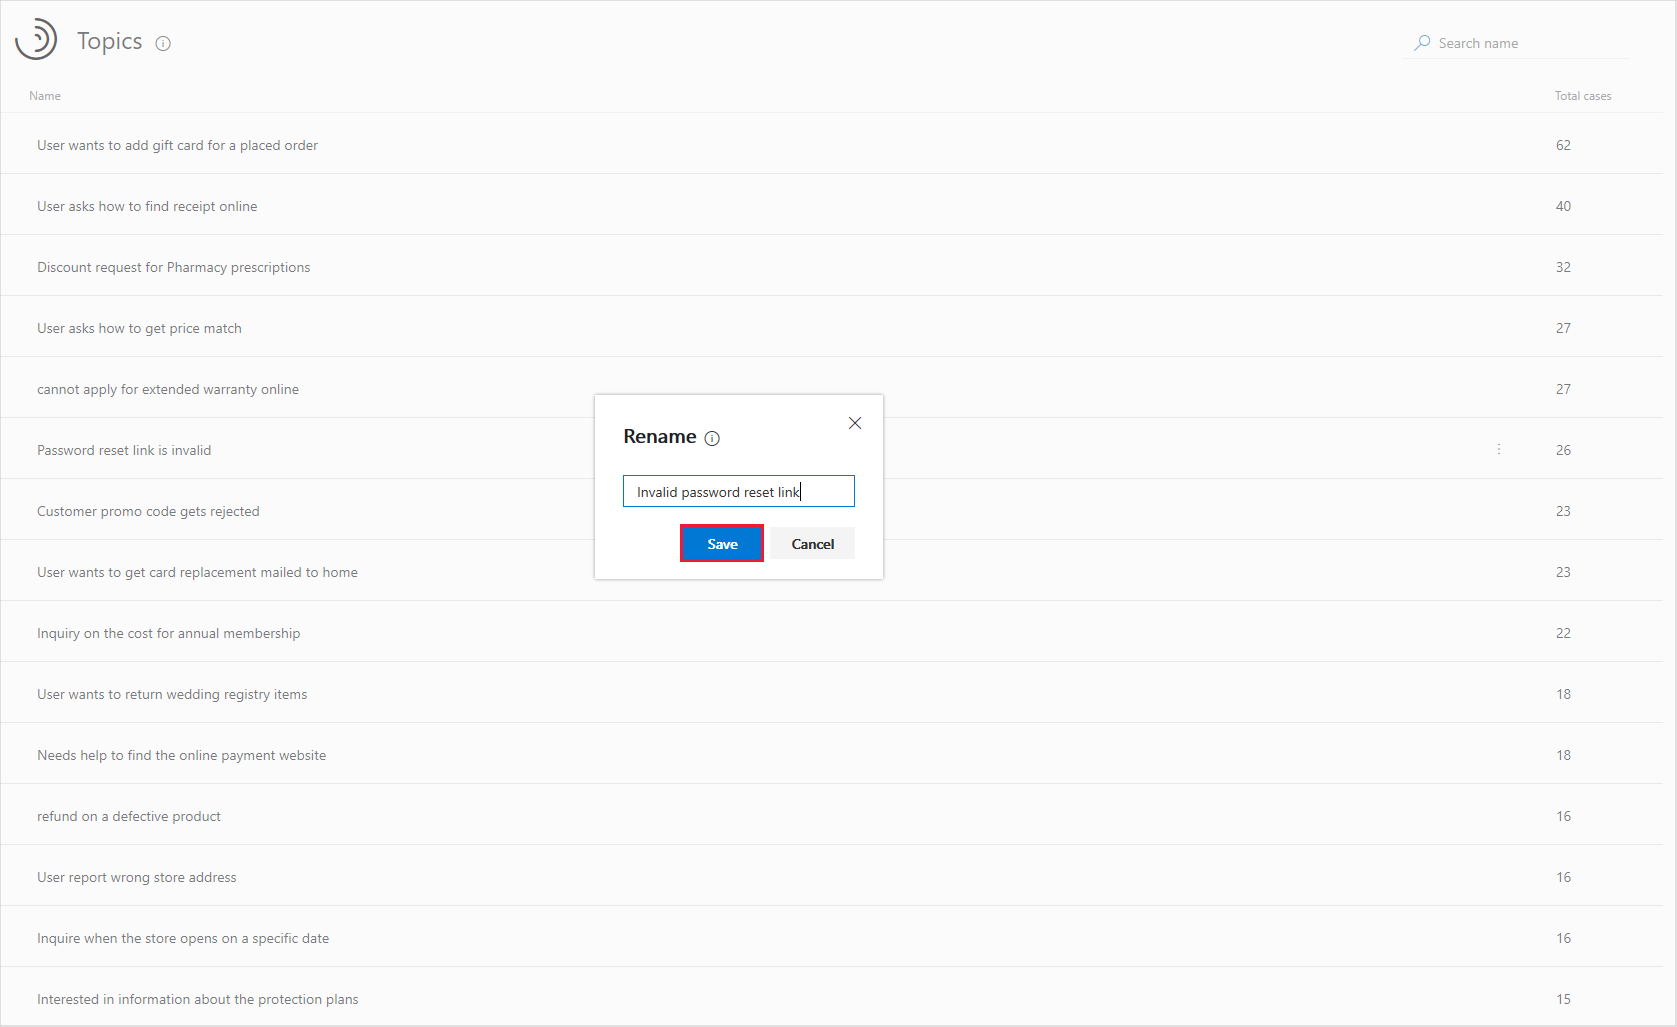 Topics
Search name
Name Total cases
User wants to add gift card for a placed order 62
User asks how to find receipt online 40
Discount request for Pharmacy prescriptions 32
User asks how to get price match 27
cannot apply for extended warranty online 27
Password reset link is invalid 26
Customer promo code gets rejected 23
User wants to get card replacement mailed to home 23
Inquiry on the cost for annual membership 22
User wants to return wedding registry items 18
Needs help to find the online payment website 18
refund on a defective product 16
User report wrong store address 16
Inquire when the store opens on a specific date 16
Interested in information about the protection plans 15
Rename
Invalid password reset link
Save Cancel